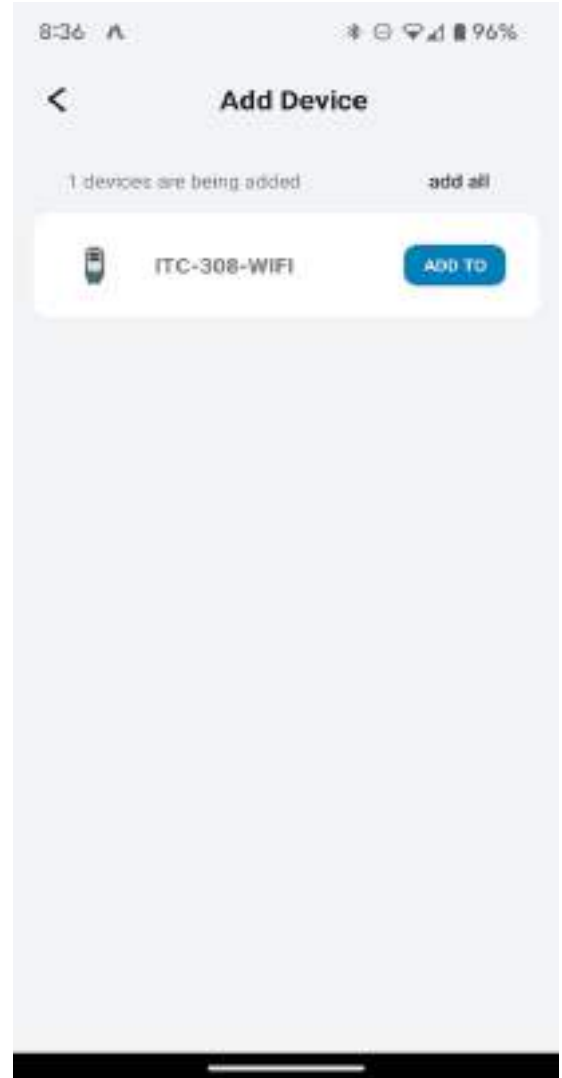 8:36 96%
Add Device
1 devices are being added add all
ITC-308-WIFI ADD TO